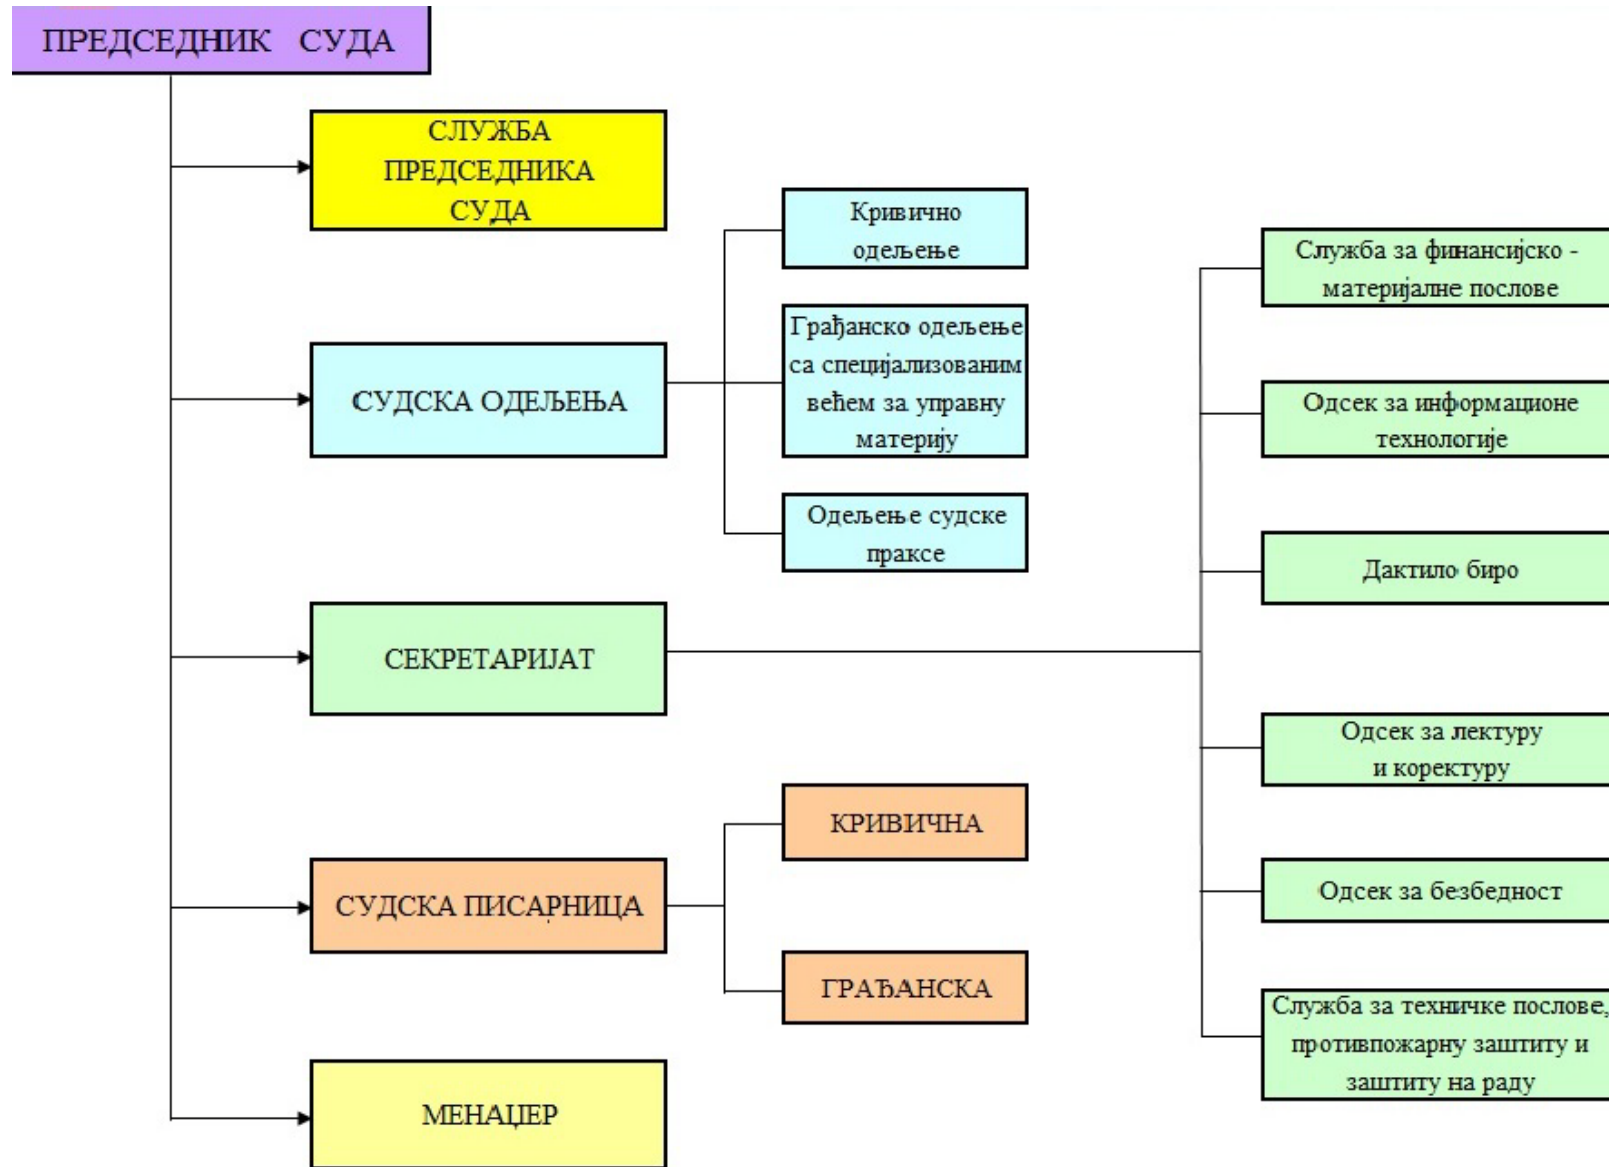 ПРЕДСЕДНИК СУДА
СЛУЖБА
ПРЕДСЕДНИКА
СУДА
СУДСКА ОДЕЉЕЊА
Кривично
одељење
Грађанско одељење
са специјализованим
већем за управну
материју
Одељење судске
праксе
СЕКРЕТАРИЈАТ
Служба за финансијско -
материјалне послове
Одсек за информационе
технологије
Дактило биро
Одсек за лектуру
и коректуру
Одсек за безбедност
Служба за техничке послове,
противпожарну заштиту и
заштиту на раду
СУДСКА ПИСАРНИЦА
КРИВИЧНА
ГРАЂАНСКА
МЕНАЏЕР